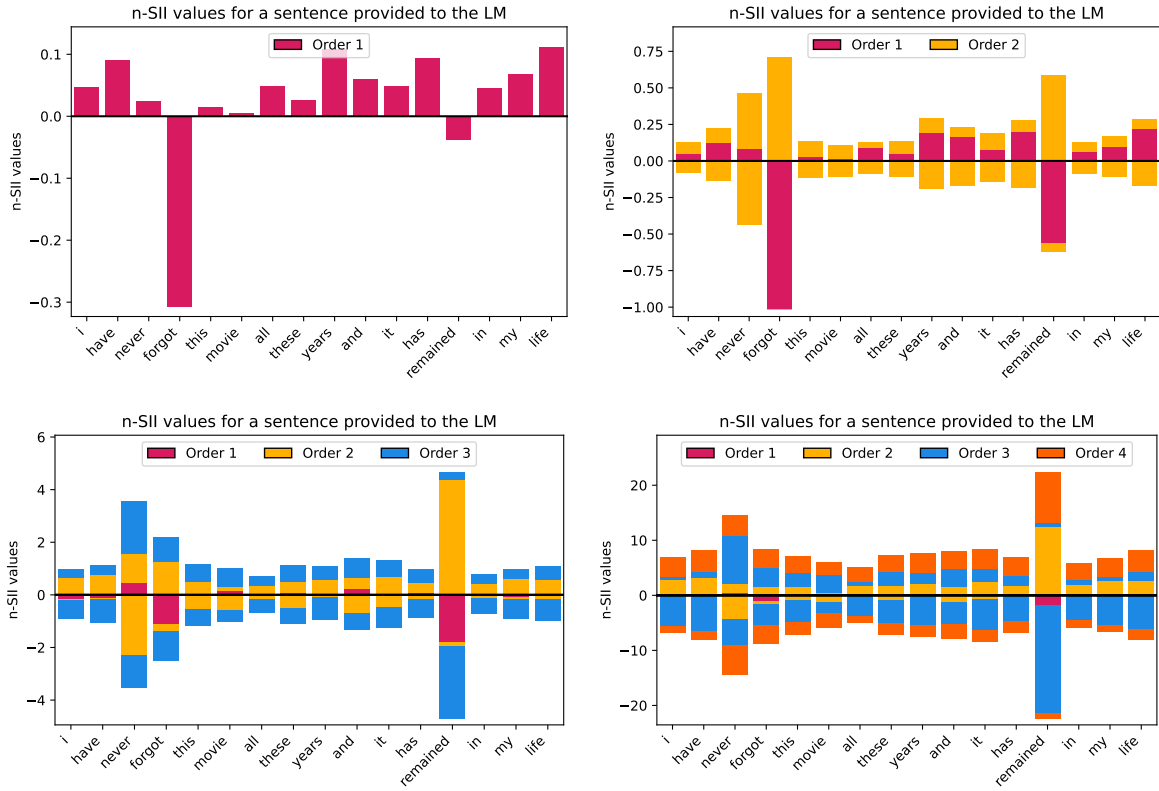 n-SII values for a sentence provided to the LM
Order 1
n-SII values
0.1
0.0
−0.1
−0.2
−0.3
i have never forgot this movie all these years and it has remained in my life
n-SII values for a sentence provided to the LM
Order 1 Order 2
n-SII values
0.75
0.50
0.25
0.00
−0.25
−0.50
−0.75
−1.00
i have never forgot this movie all these years and it has remained in my life
n-SII values for a sentence provided to the LM
Order 1 Order 2 Order 3
n-SII values
6
4
2
0
−2
−4
i have never forgot this movie all these years and it has remained in my life
n-SII values for a sentence provided to the LM
Order 1 Order 2 Order 3 Order 4
n-SII values
20
10
0
−10
−20
i have never forgot this movie all these years and it has remained in my life